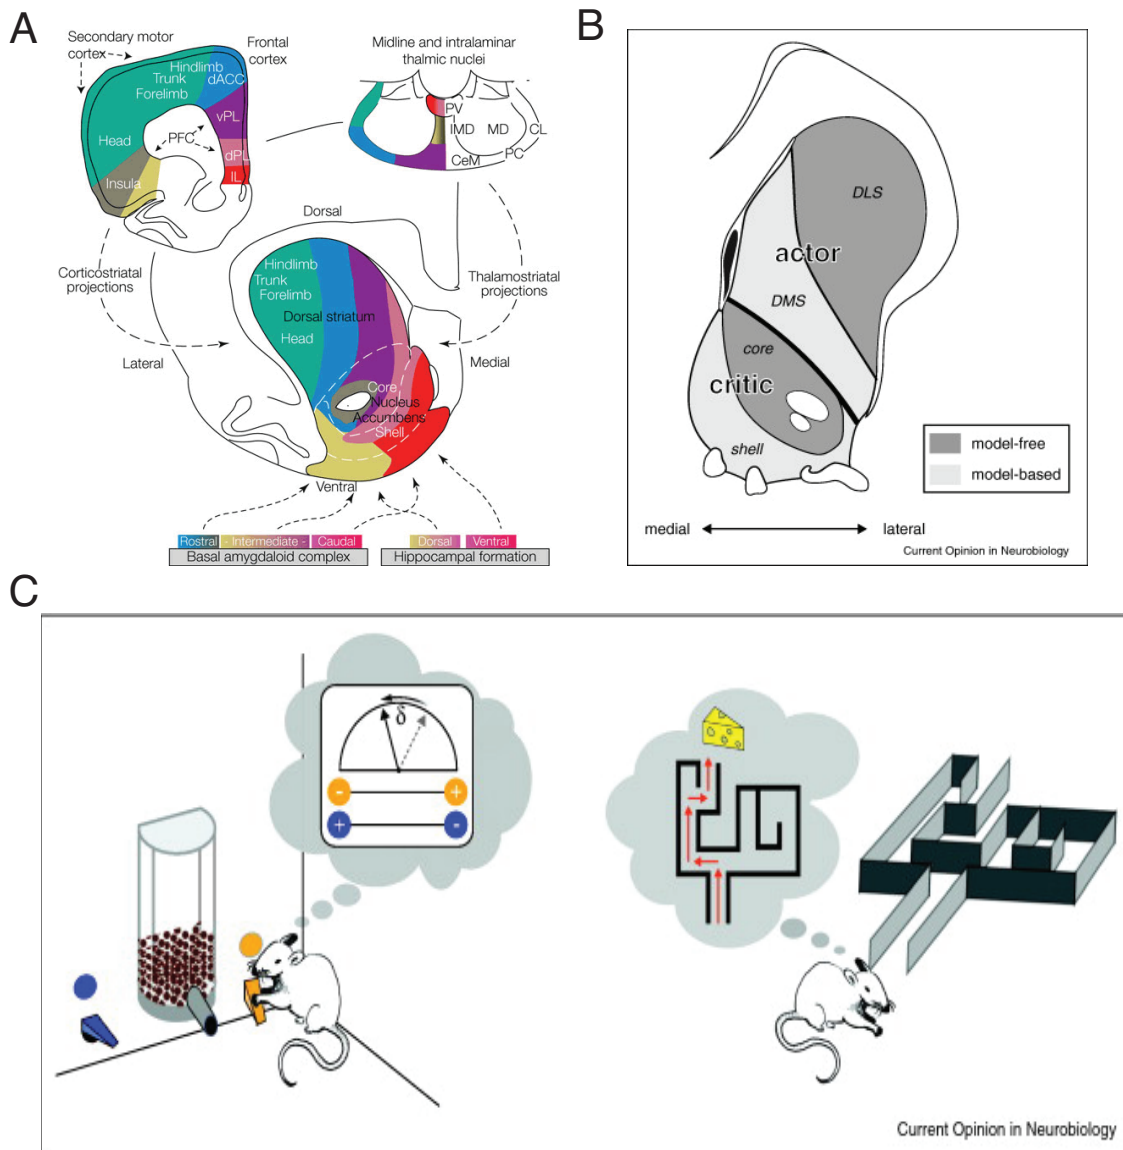 A
Secondary motor
cortex
Frontal
cortex
Hindlimb
dACC
Trunk
Forelimb
vPL
PFC
Head
dPL
IL
Insula
Midline and intralaminar
thalmic nuclei
PV
IMD
MD
CL
PC
CeM
Dorsal
Corticostriatal
projections
Thalamostriatal
projections
Hindlimb
Trunk
Forelimb
Dorsal striatum
Head
Lateral
Medial
Core
Nucleus
Accumbens
Shell
Ventral
Rostral - Intermediate - Caudal
Basal amygdaloid complex
Dorsal Ventral
Hippocampal formation
B
DLS
actor
DMS
core
critic
shell
model-free
model-based
medial lateral
Current Opinion in Neurobiology
C
δ
- +
+ -
Current Opinion in Neurobiology